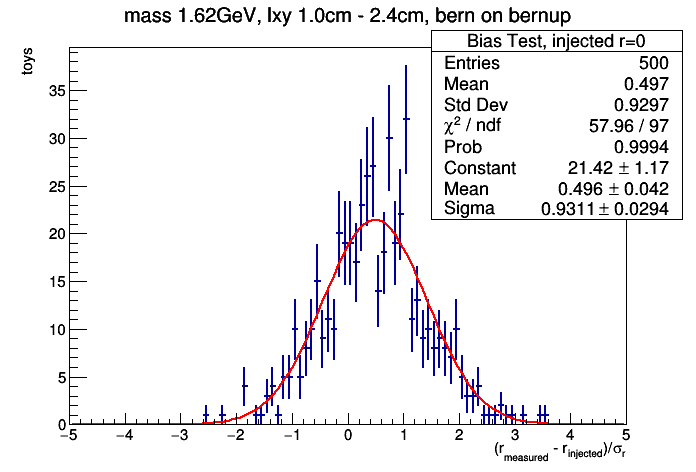 mass 1.62GeV, lxy 1.0cm - 2.4cm, bern on bernup
toys
Bias Test, injected r=0
Entries 500
Mean 0.497
Std Dev 0.9297
χ² / ndf 57.96 / 97
Prob 0.9994
Constant 21.42 ± 1.17
Mean 0.496 ± 0.042
Sigma 0.9311 ± 0.0294
35
30
25
20
15
10
5
0
−5 −4 −3 −2 −1 0 1 2 3 4 5
(r_measured - r_injected)/σ_r